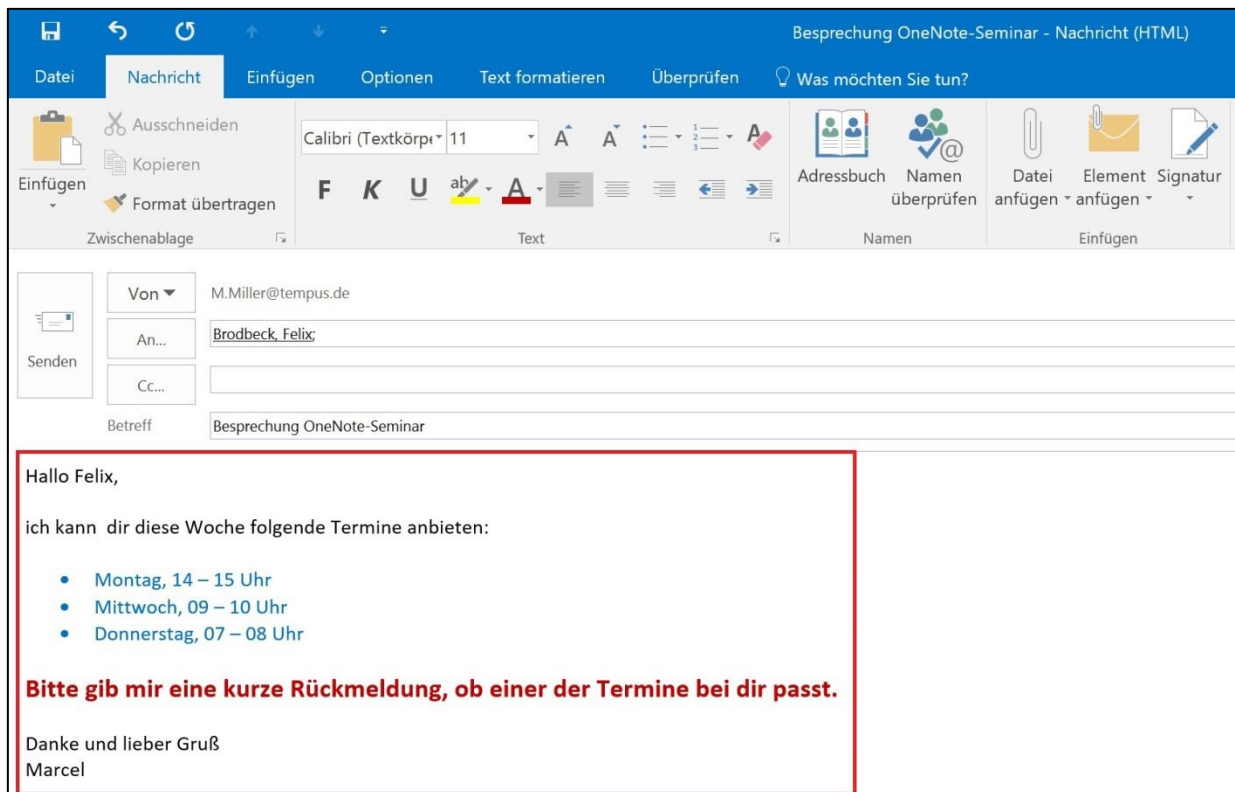 Besprechung OneNote-Seminar - Nachricht (HTML)
Datei Nachricht Einfügen Optionen Text formatieren Überprüfen Was möchten Sie tun?
Einfügen
Ausschneiden
Kopieren
Format übertragen
Zwischenablage
Calibri (Textkörpe 11
F K U
Text
Adressbuch
Namen überprüfen
Namen
Datei anfügen
Element anfügen
Signatur
Einfügen
Senden
Von M.Miller@tempus.de
An... Brodbeck, Felix;
Cc...
Betreff Besprechung OneNote-Seminar
Hallo Felix,
ich kann dir diese Woche folgende Termine anbieten:
• Montag, 14 – 15 Uhr
• Mittwoch, 09 – 10 Uhr
• Donnerstag, 07 – 08 Uhr
Bitte gib mir eine kurze Rückmeldung, ob einer der Termine bei dir passt.
Danke und lieber Gruß
Marcel